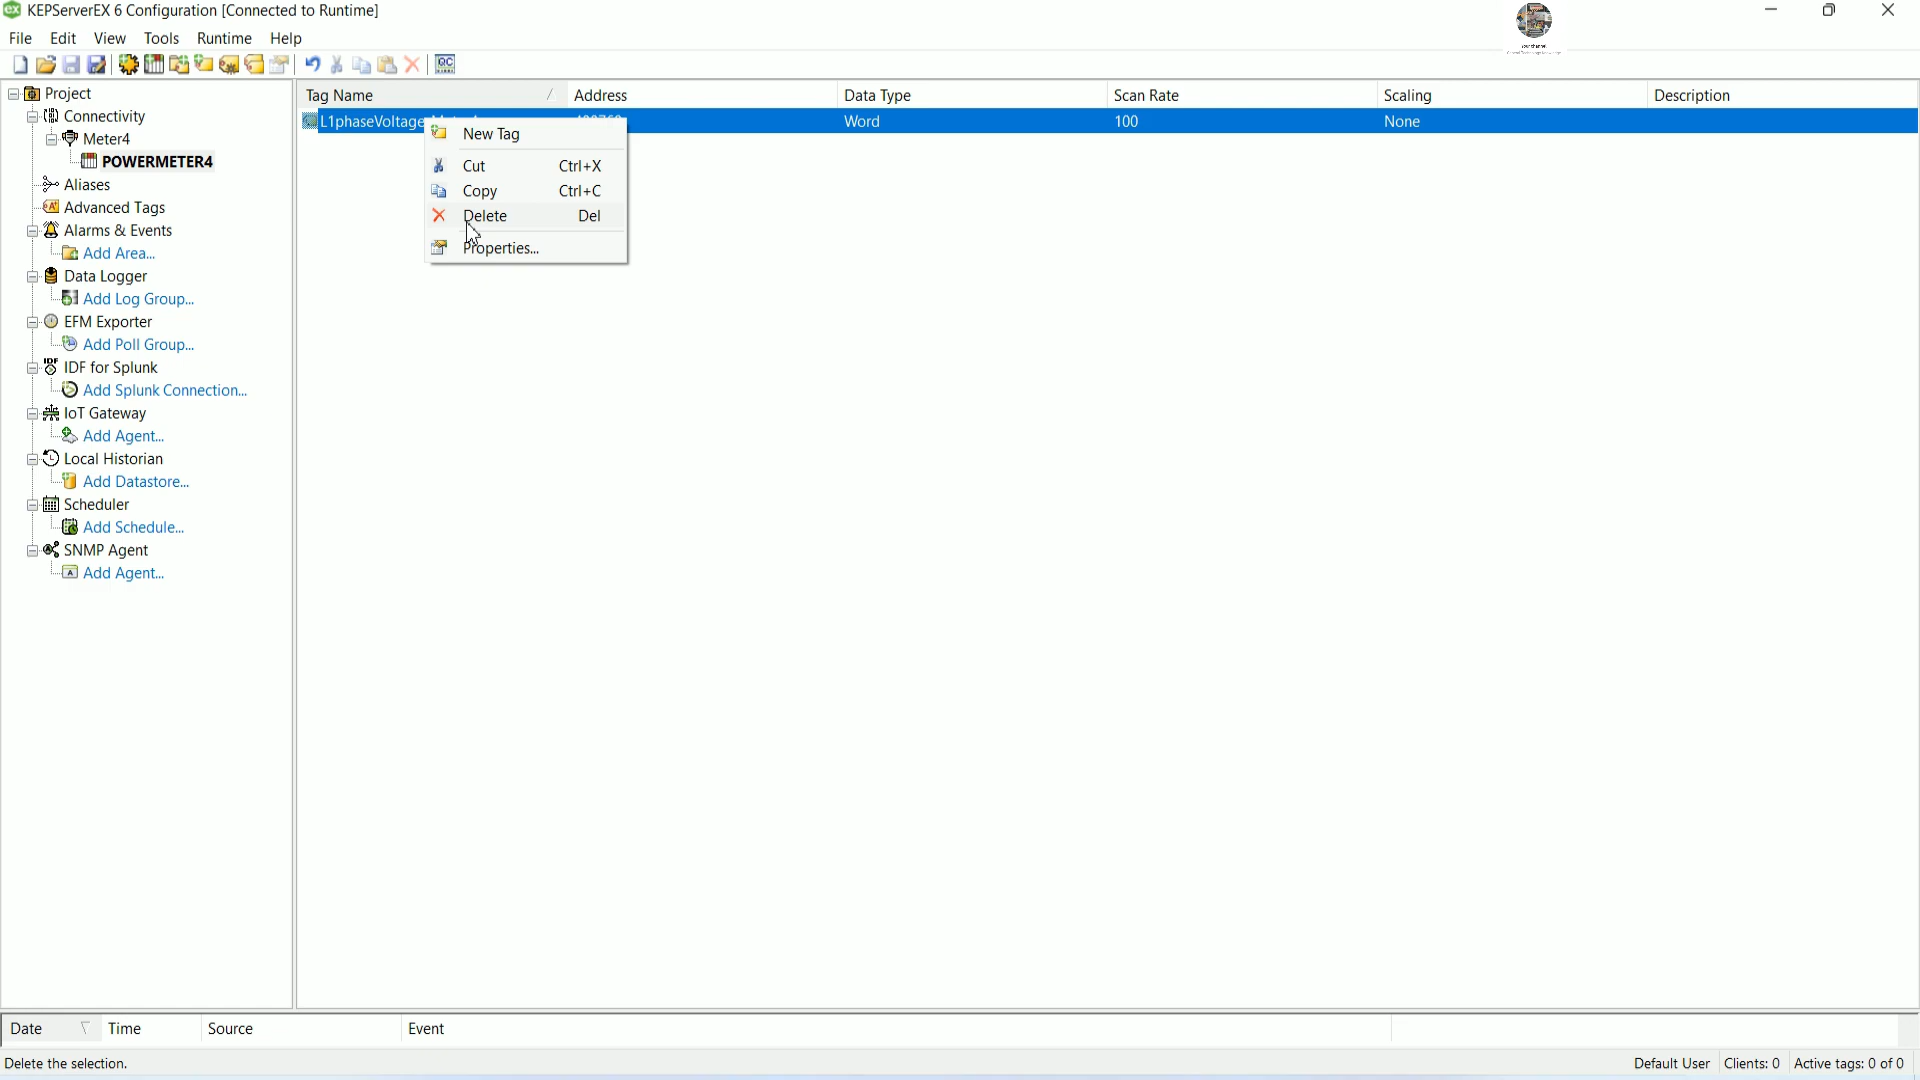 KEPServerEX 6 Configuration [Connected to Runtime]
File Edit View Tools Runtime Help
Project
Connectivity
Meter4
POWERMETER4
Aliases
Advanced Tags
Alarms & Events
Add Area...
Data Logger
Add Log Group...
EFM Exporter
Add Poll Group...
IDF for Splunk
Add Splunk Connection...
IoT Gateway
Add Agent...
Local Historian
Add Datastore...
Scheduler
Add Schedule...
SNMP Agent
Add Agent...
Tag Name Address Data Type Scan Rate Scaling Description
L1phaseVoltage Word 100 None
New Tag
Cut Ctrl+X
Copy Ctrl+C
Delete Del
Properties...
Date Time Source Event
Delete the selection.
Default User Clients: 0 Active tags: 0 of 0